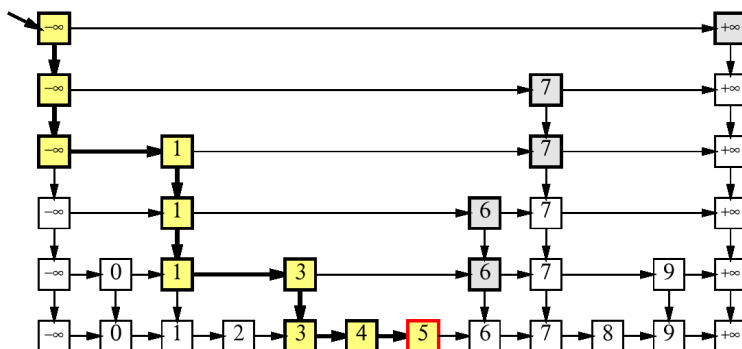 −∞ +∞
−∞ 7 +∞
−∞ 1 7 +∞
−∞ 1 6 7 +∞
−∞ 0 1 3 6 7 9 +∞
−∞ 0 1 2 3 4 5 6 7 8 9 +∞